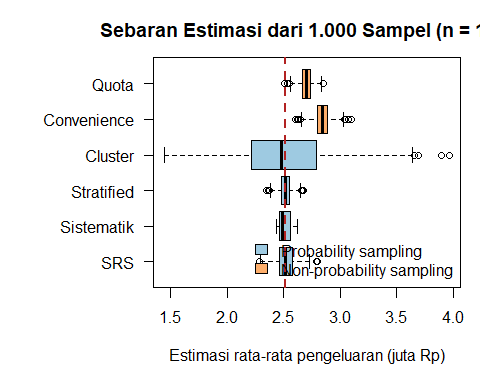 Sebaran Estimasi dari 1.000 Sampel (n = 1
Quota
Convenience
Cluster
Stratified
Sistematik
SRS
Probability sampling
Non-probability sampling
1.5 2.0 2.5 3.0 3.5 4.0
Estimasi rata-rata pengeluaran (juta Rp)